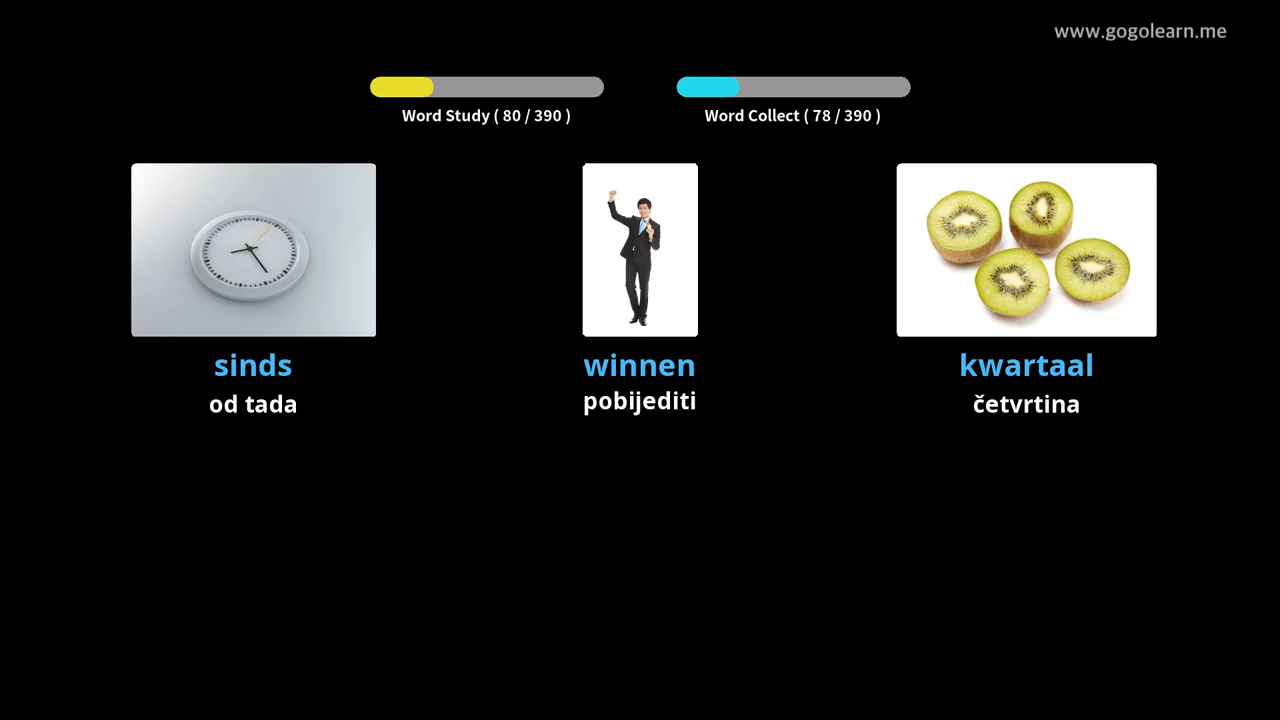 www.gogolearn.me
Word Study ( 80 / 390 )
Word Collect ( 78 / 390 )
sinds
od tada
winnen
pobijediti
kwartaal
četvrtina